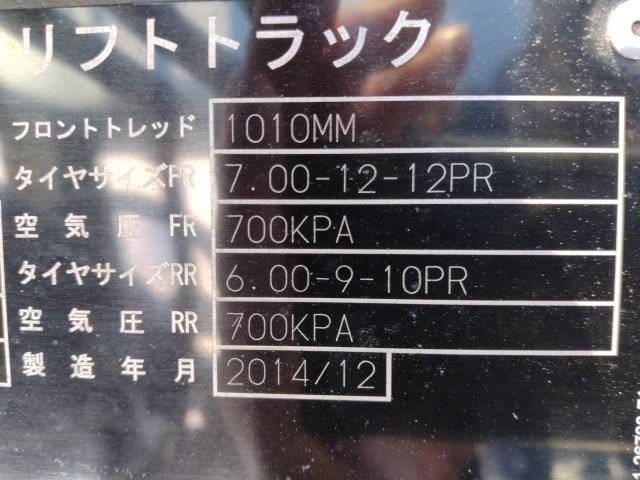 リフトトラック
フロントトレッド 1010MM
タイヤサイズFR 7.00-12-12PR
空気圧 FR 700KPA
タイヤサイズRR 6.00-9-10PR
空気圧 RR 700KPA
製造年月 2014/12